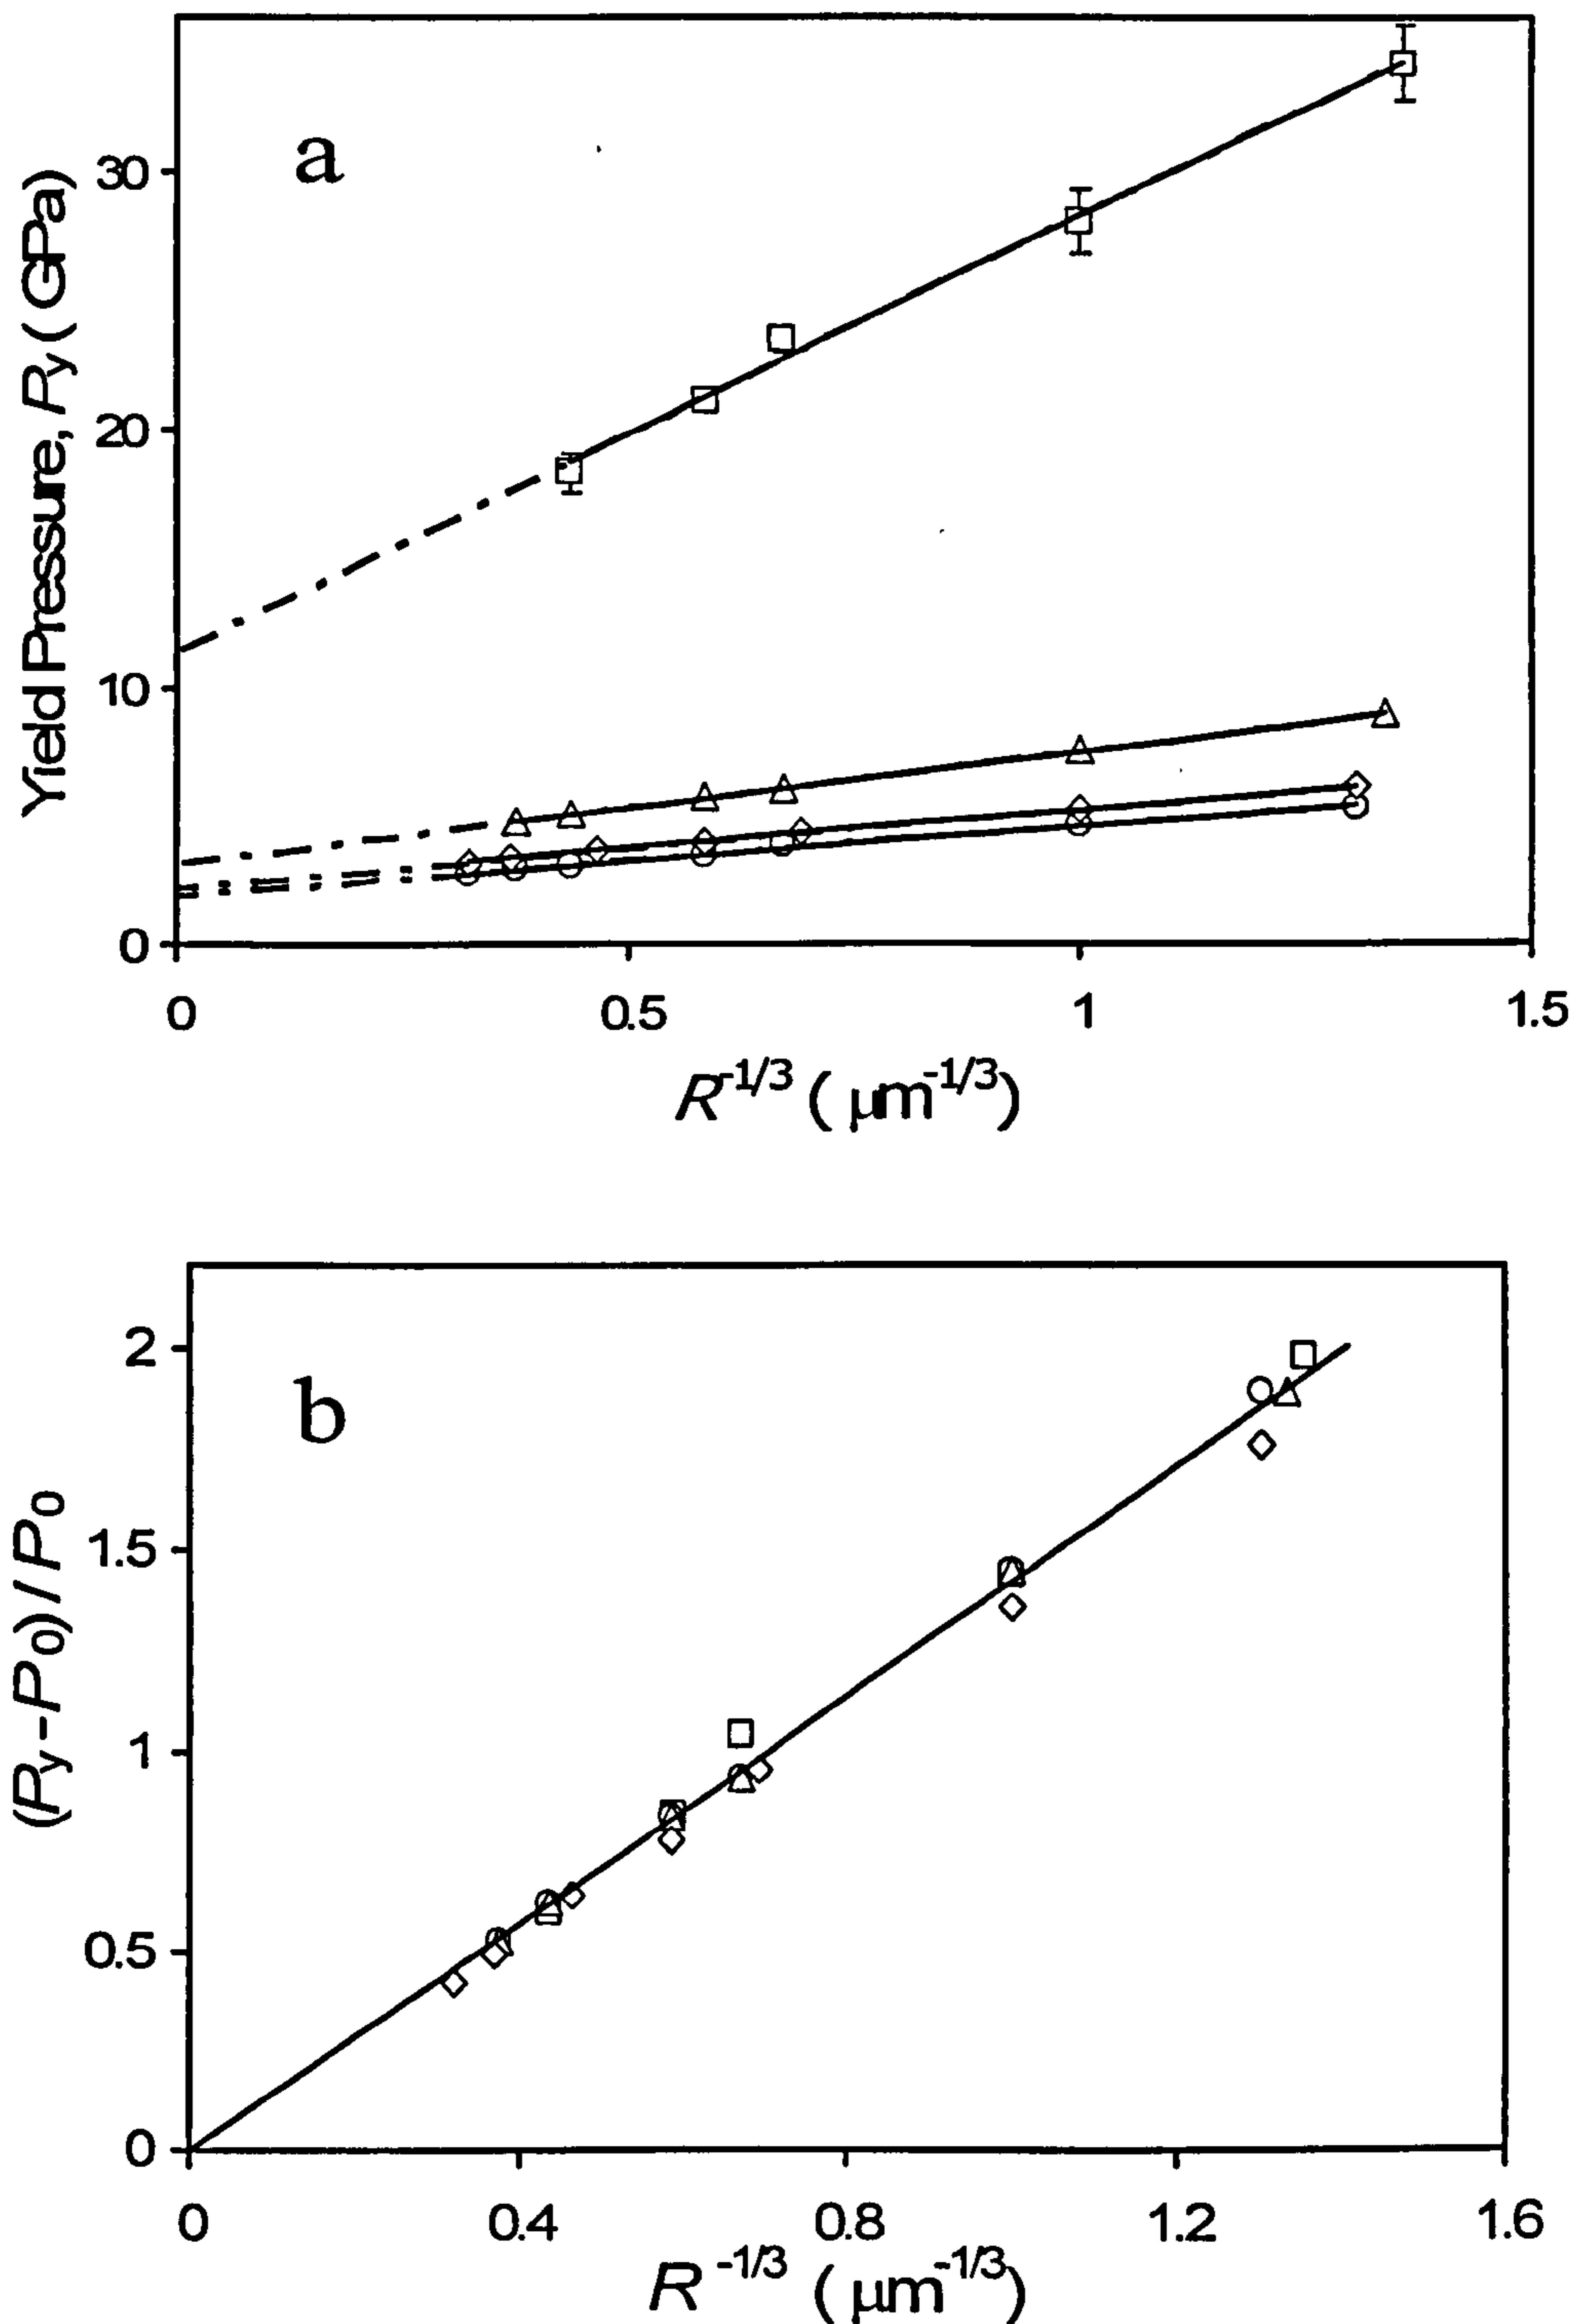 a
Yield Pressure, Py (GPa)
30
20
10
0
0 0.5 1 1.5
R-1/3 (μm-1/3)
b
(Py-P0)/P0
2
1.5
1
0.5
0
0 0.4 0.8 1.2 1.6
R-1/3 (μm-1/3)